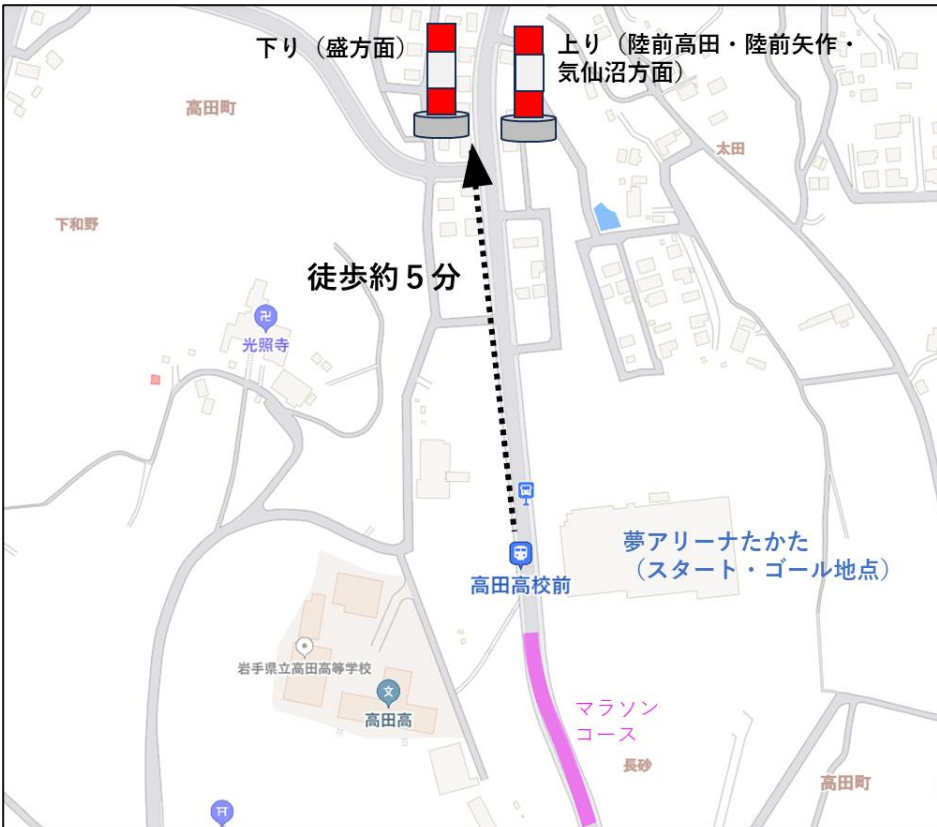 下り（盛方面）
上り（陸前高田・陸前矢作・
気仙沼方面）
高田町
太田
下和野
徒歩約５分
卍
光照寺
夢アリーナたかた
（スタート・ゴール地点）
高田高校前
岩手県立高田高等学校
文
高田高
マラソン
コース
長砂
高田町